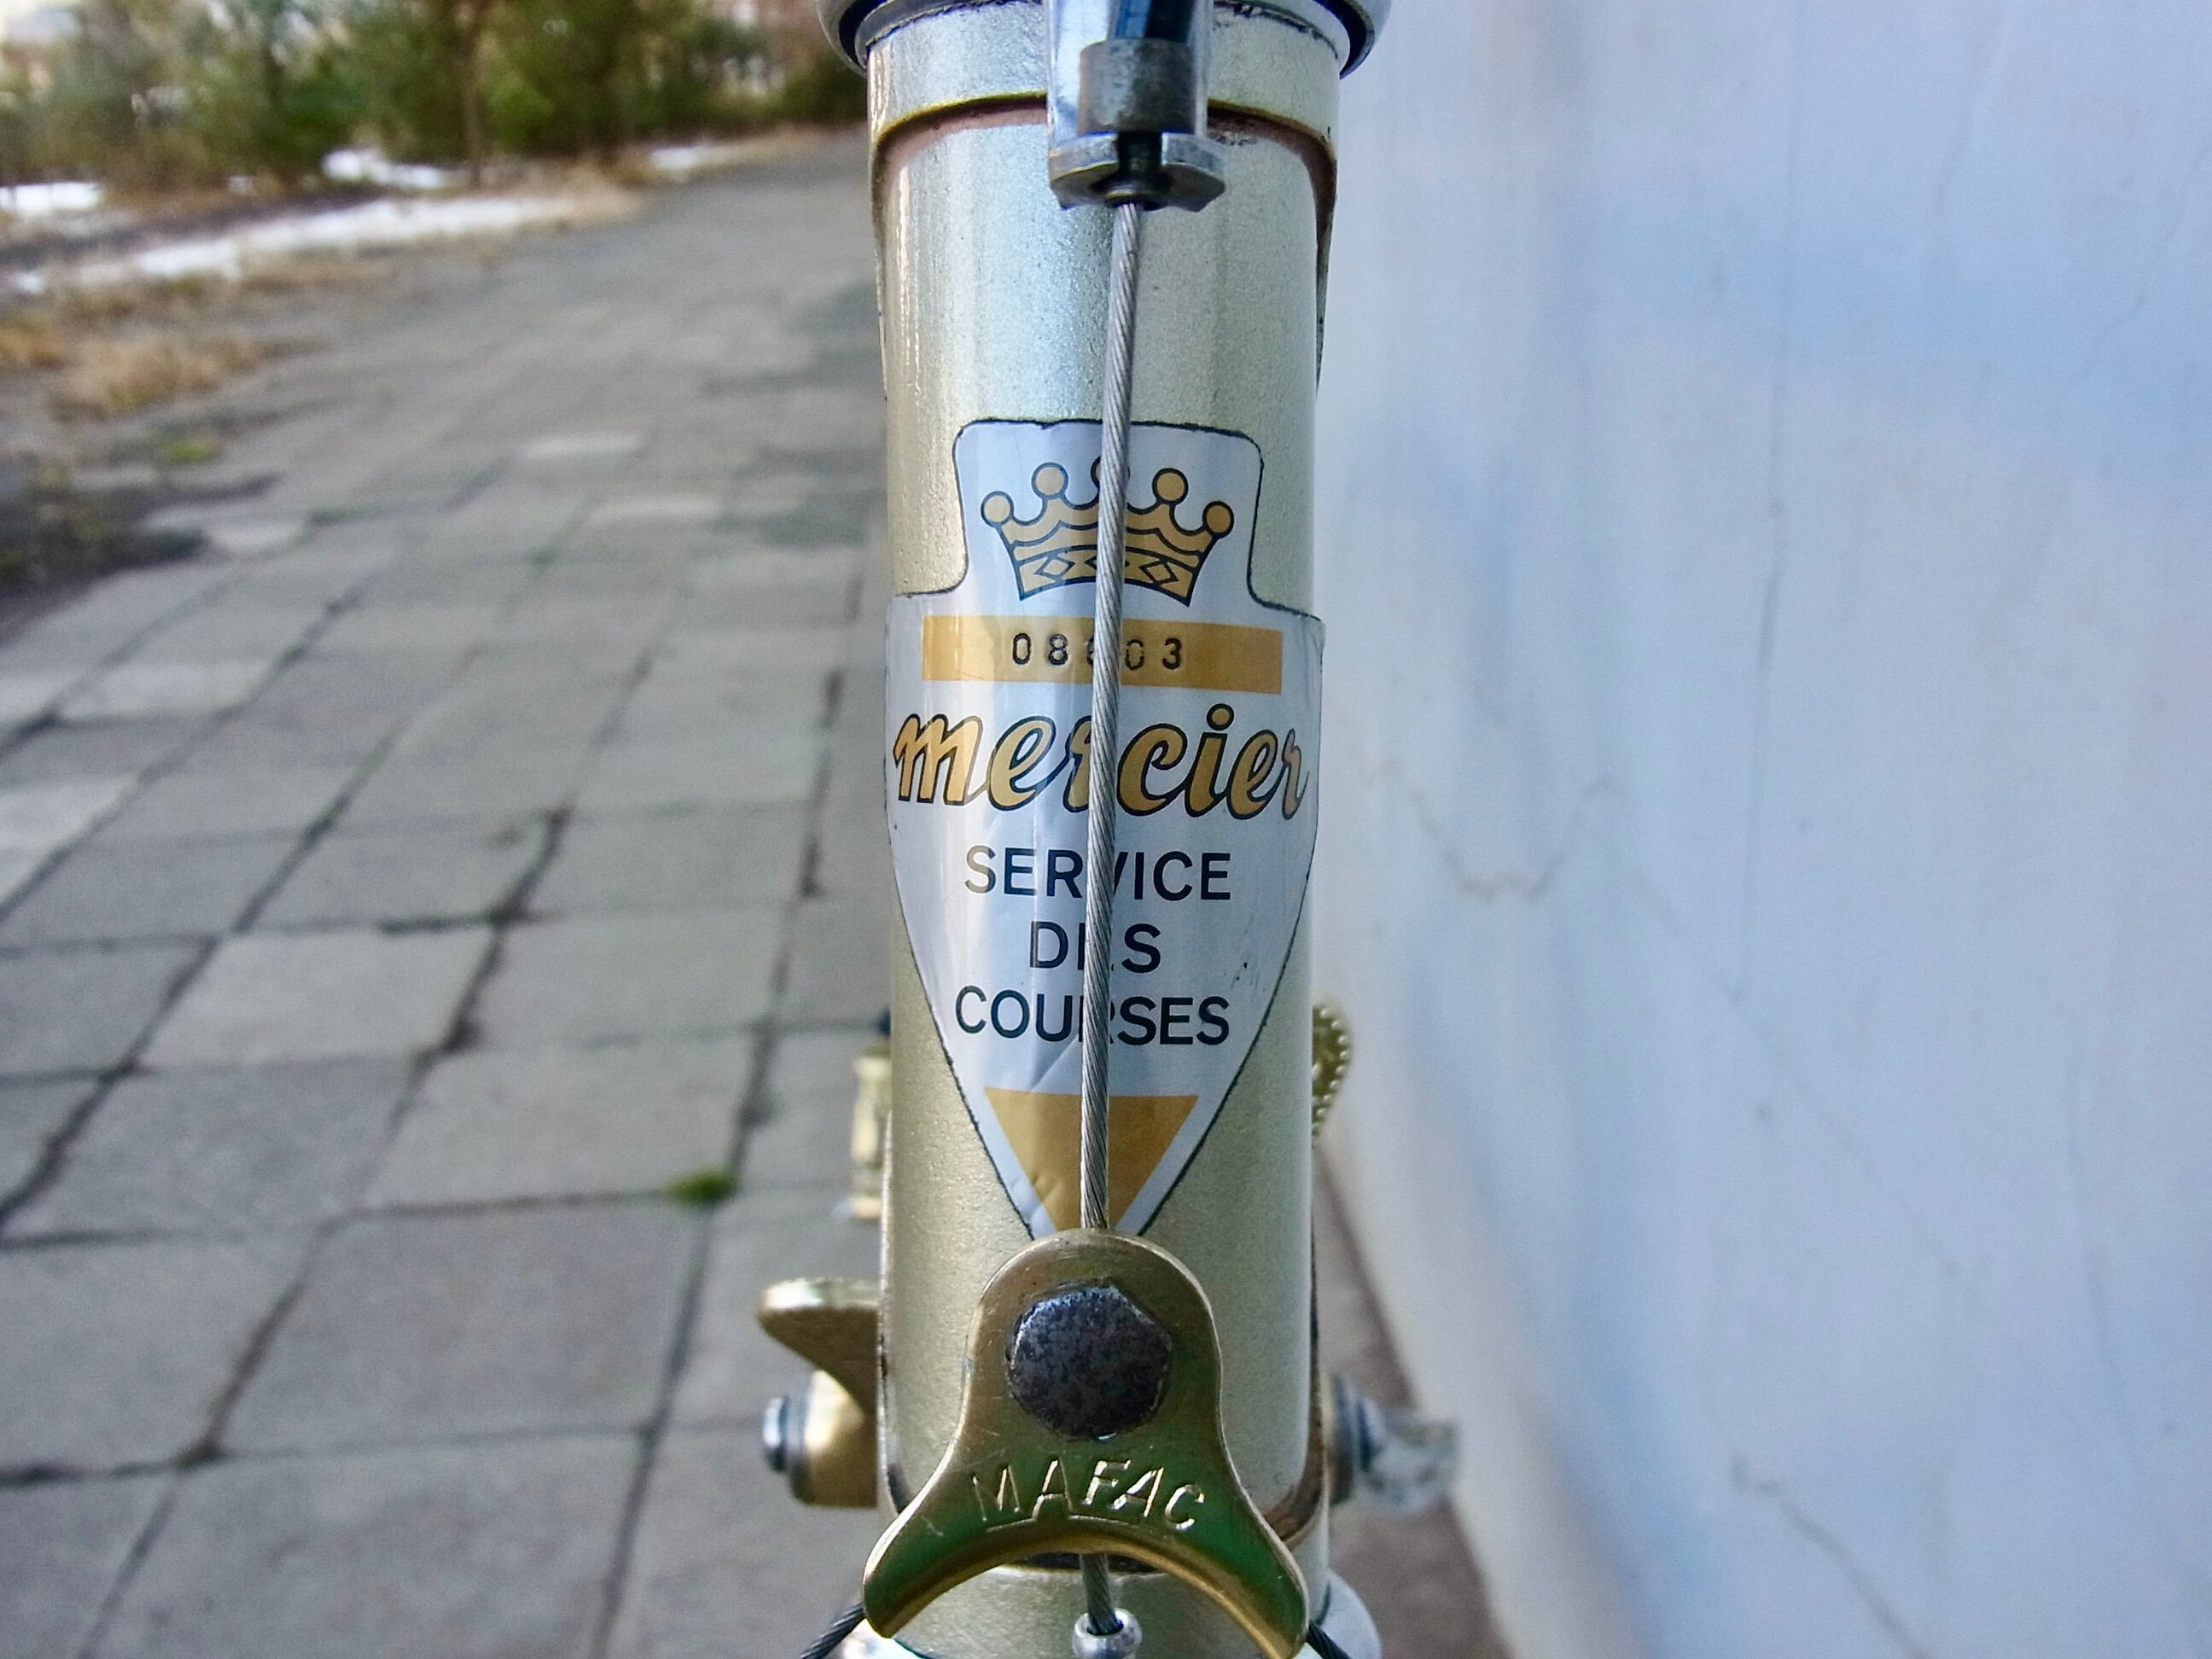 mercier
SERVICE
DES
COURSES
MAFAC